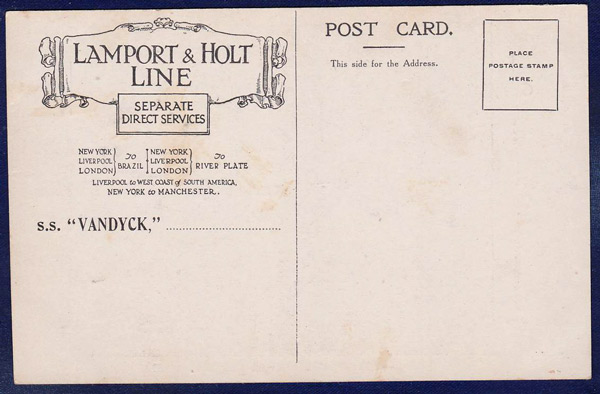 LAMPORT & HOLT
LINE
SEPARATE
DIRECT SERVICES
NEW YORK
LIVERPOOL
LONDON
TO
BRAZIL
NEW YORK
LIVERPOOL
LONDON
TO
RIVER PLATE
LIVERPOOL to WEST COAST of SOUTH AMERICA,
NEW YORK to MANCHESTER.
S.S. "VANDYCK,"
POST CARD.
This side for the Address.
PLACE
POSTAGE STAMP
HERE.